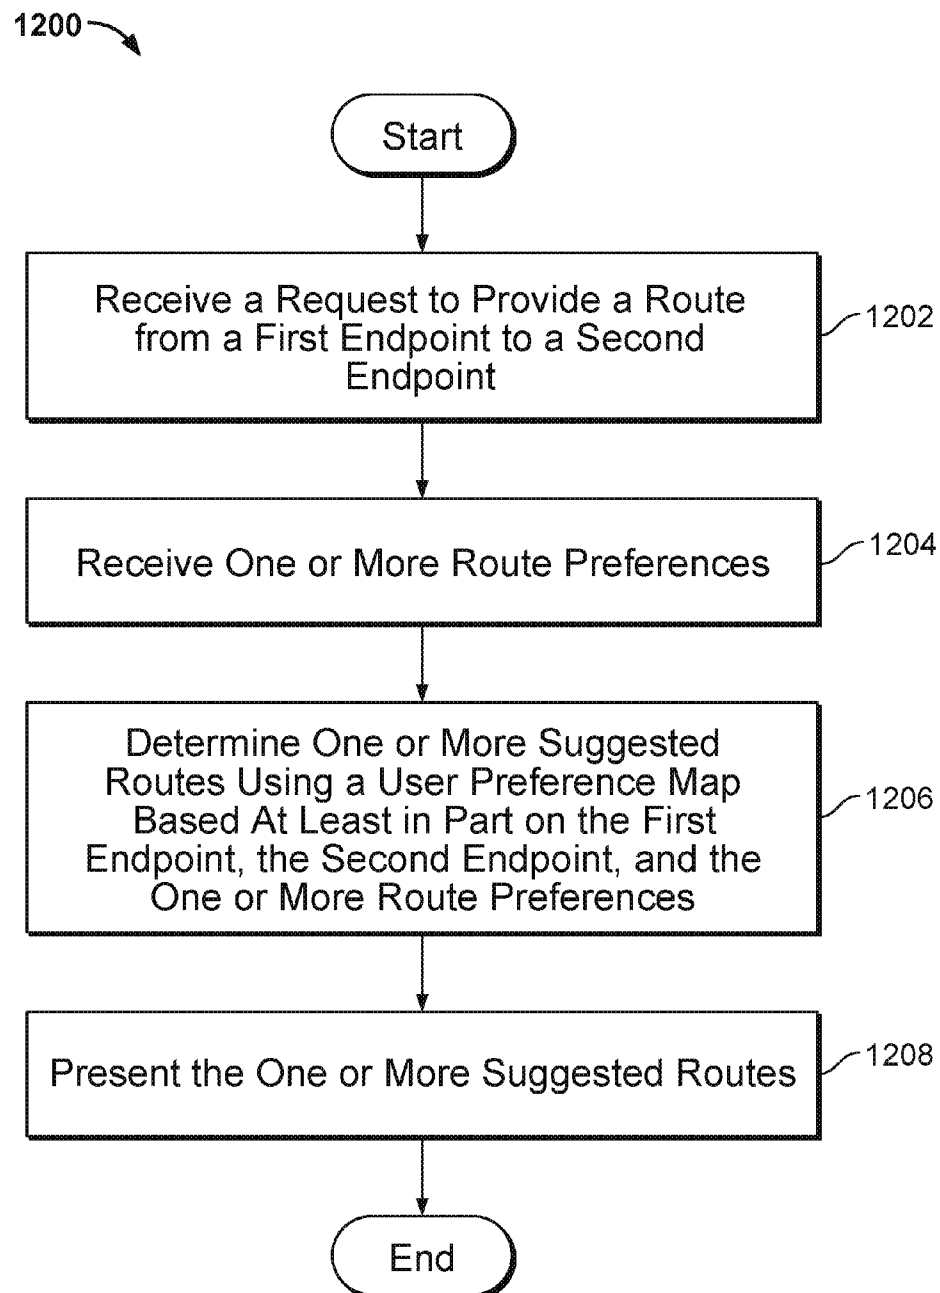 1200
Start
Receive a Request to Provide a Route
from a First Endpoint to a Second
Endpoint
1202
Receive One or More Route Preferences
1204
Determine One or More Suggested
Routes Using a User Preference Map
Based At Least in Part on the First
Endpoint, the Second Endpoint, and the
One or More Route Preferences
1206
Present the One or More Suggested Routes
1208
End